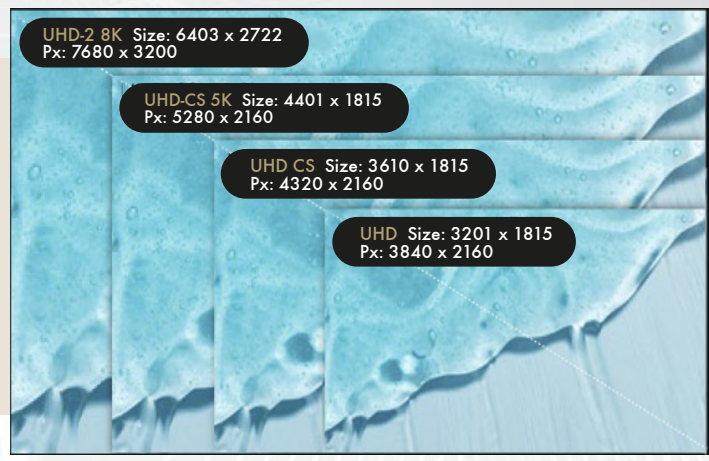 UHD-2 8K Size: 6403 x 2722
Px: 7680 x 3200
UHD-CS 5K Size: 4401 x 1815
Px: 5280 x 2160
UHD CS Size: 3610 x 1815
Px: 4320 x 2160
UHD Size: 3201 x 1815
Px: 3840 x 2160